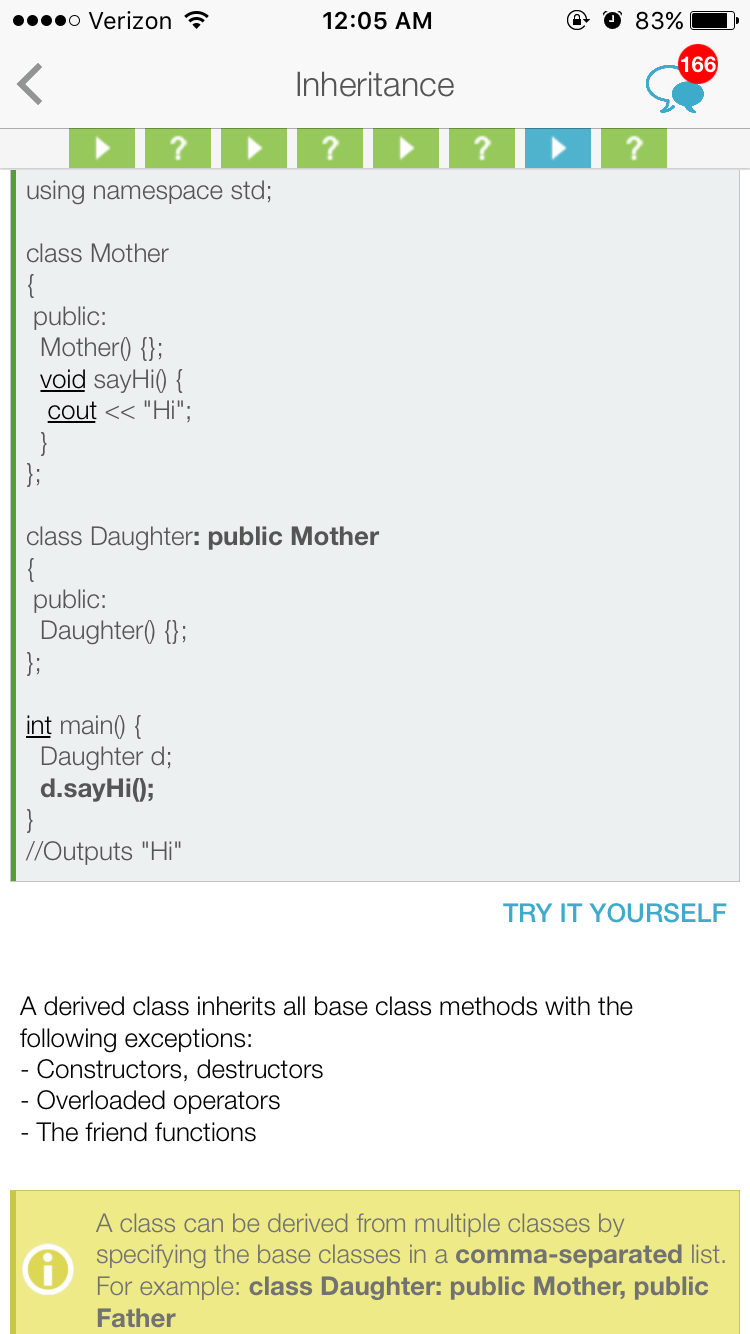 Verizon 12:05 AM 83%
Inheritance 166
? ? ? ?
using namespace std;
class Mother
{
public:
Mother() {};
void sayHi() {
cout << "Hi";
}
};
class Daughter: public Mother
{
public:
Daughter() {};
};
int main() {
Daughter d;
d.sayHi();
}
//Outputs "Hi"
TRY IT YOURSELF
A derived class inherits all base class methods with the
following exceptions:
- Constructors, destructors
- Overloaded operators
- The friend functions
A class can be derived from multiple classes by
specifying the base classes in a comma-separated list.
For example: class Daughter: public Mother, public
Father